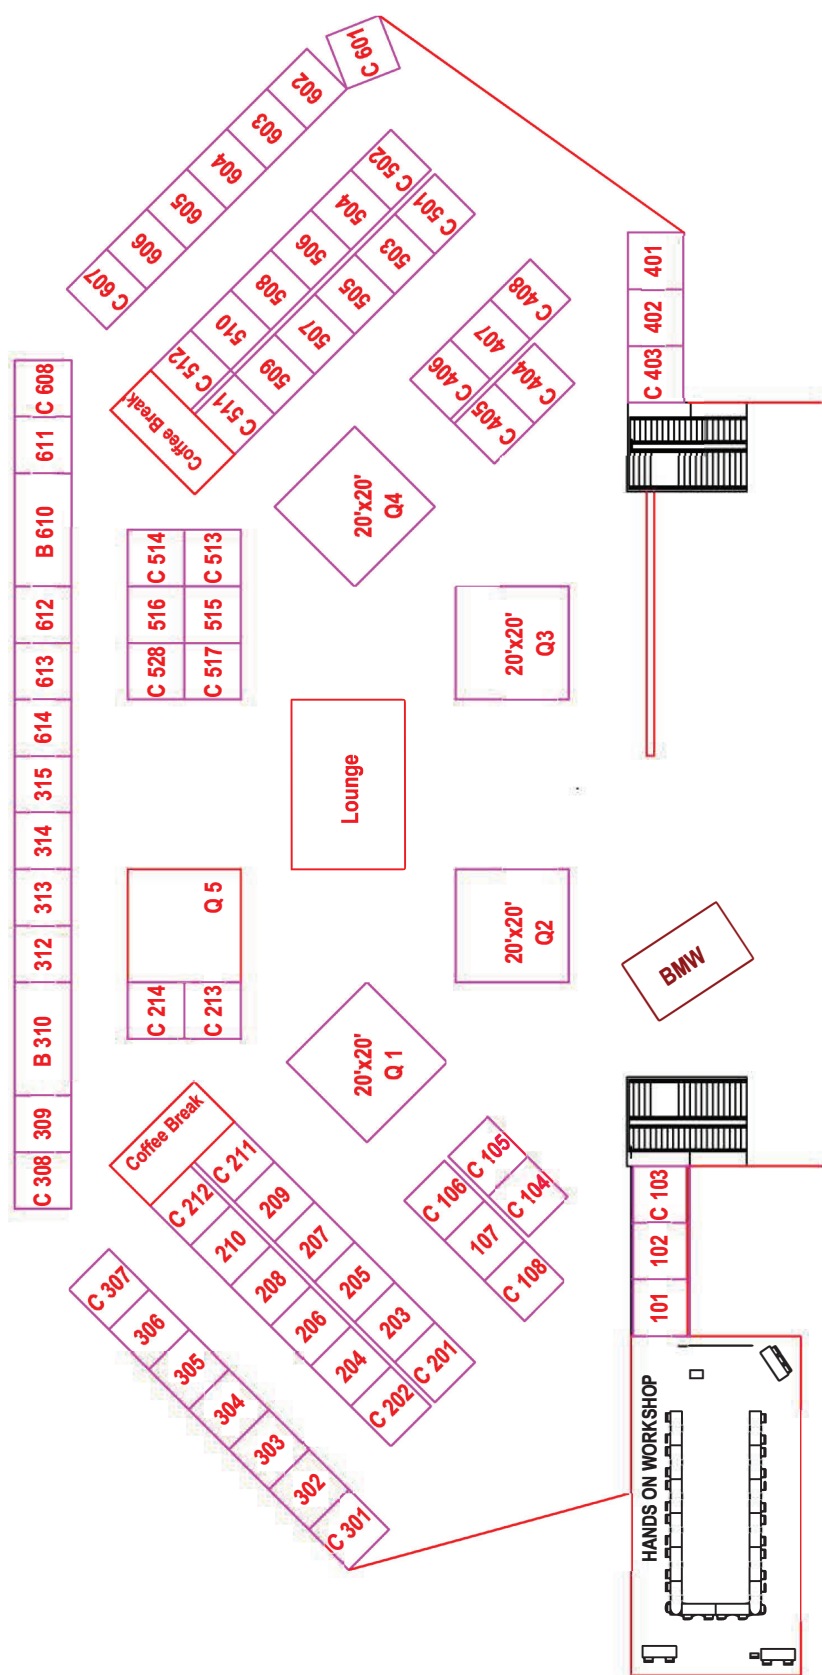 C 601
602
603
604
605
606
C 607
C 502
504
506
508
510
C 512
C 501
503
505
507
509
C 511
Coffee Break'
C 408
407
C 406
C 404
C 405
401
402
C 403
C 608
611
B 610
612
613
614
315
314
313
312
B 310
309
C 308
C 514
C 513
516
515
C 528
C 517
20'x20'
Q4
20'x20'
Q3
Lounge
Q 5
C 214
C 213
20'x20'
Q2
20'x20'
Q 1
BMW
Coffee Break
C 212
210
208
206
204
C 202
C 211
209
207
205
203
C 201
C 106
107
C 108
C 105
C 104
C 103
102
101
C 307
306
305
304
303
302
C 301
HANDS ON WORKSHOP